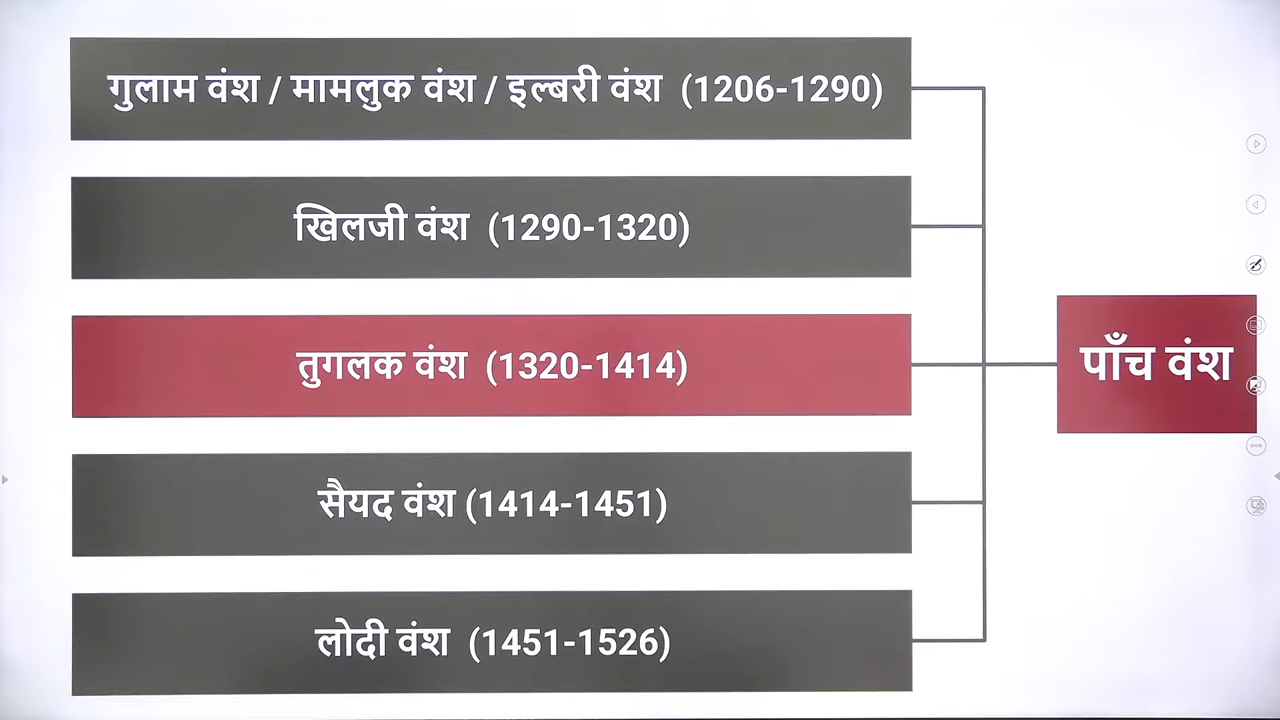 गुलाम वंश / मामलुक वंश / इल्बरी वंश (1206-1290)
खिलजी वंश (1290-1320)
तुगलक वंश (1320-1414)
सैयद वंश (1414-1451)
लोदी वंश (1451-1526)
पाँच वंश